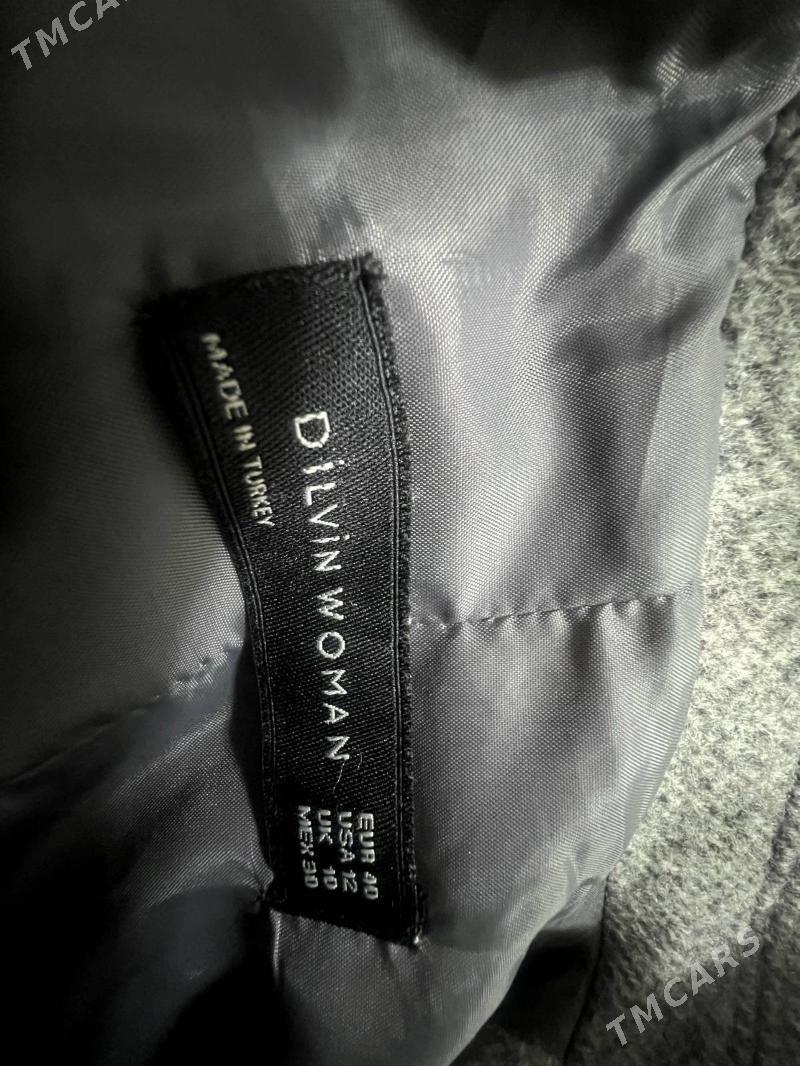 TMCARS
DİLVİN WOMAN
MADE IN TURKEY
EUR 40
USA 12
UK 10
MEX 30
TMCARS